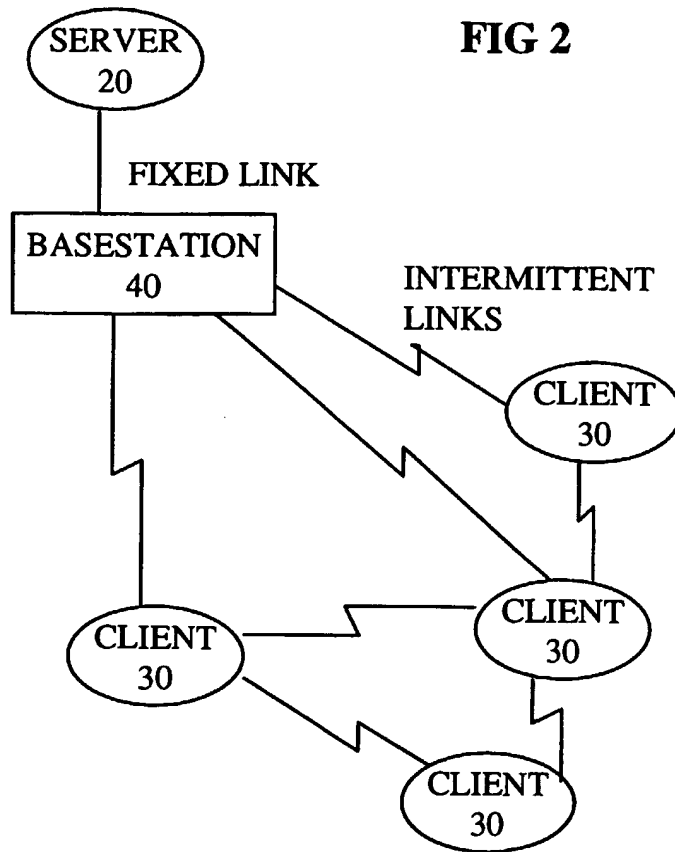 FIG 2
SERVER
20
FIXED LINK
BASESTATION
40
INTERMITTENT
LINKS
CLIENT
30
CLIENT
30
CLIENT
30
CLIENT
30